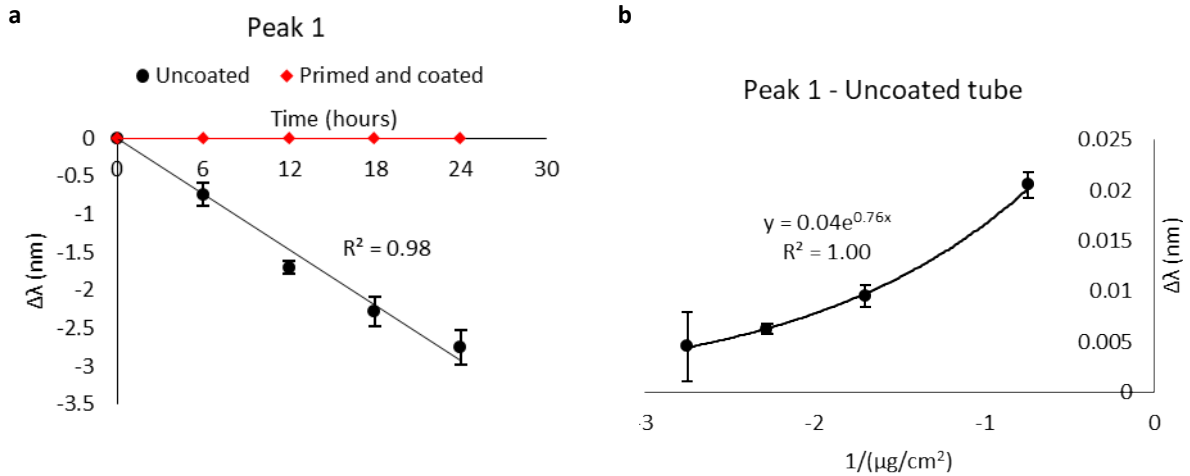 a
Peak 1
Uncoated
Primed and coated
Time (hours)
0
-0.5
-1
-1.5
-2
-2.5
-3
-3.5
0 6 12 18 24 30
Δλ (nm)
R² = 0.98
b
Peak 1 - Uncoated tube
y = 0.04e^0.76x
R² = 1.00
0.025
0.02
0.015
0.01
0.005
0
Δλ (nm)
-3 -2 -1 0
1/(μg/cm²)